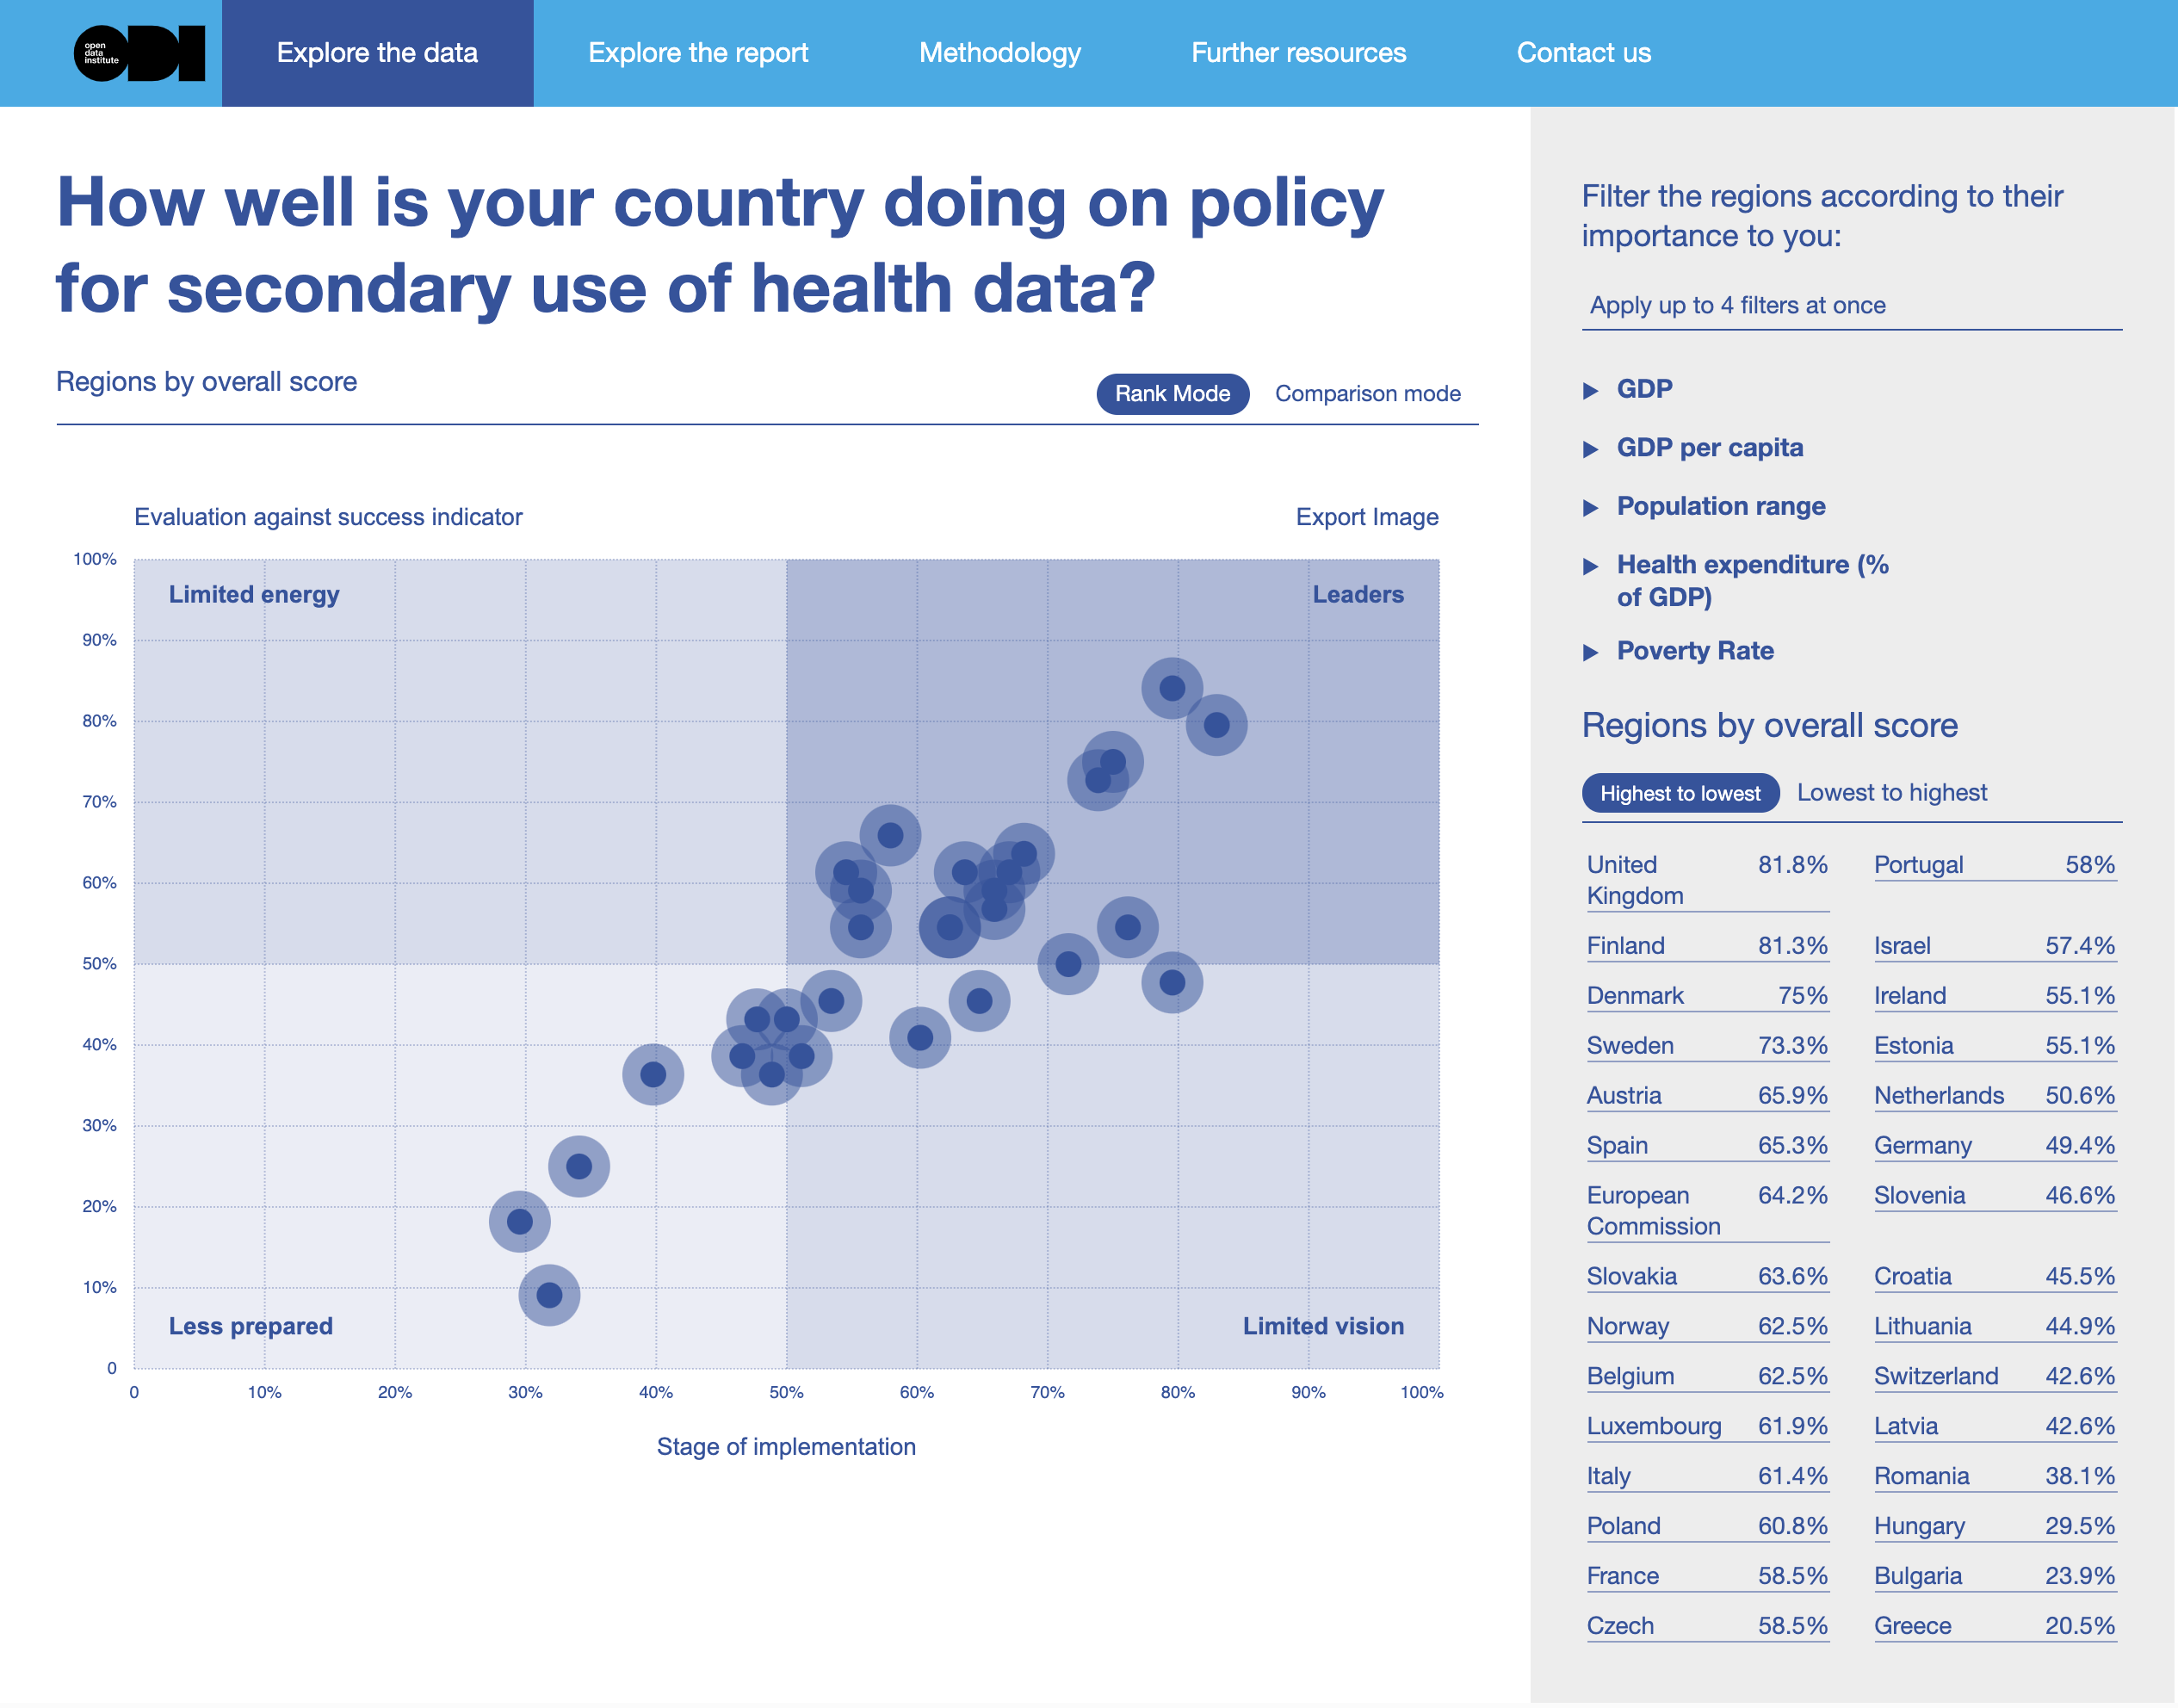 open
data
institute
ODI
Explore the data
Explore the report
Methodology
Further resources
Contact us
How well is your country doing on policy
for secondary use of health data?
Regions by overall score
Rank Mode
Comparison mode
Evaluation against success indicator
Export Image
100%
90%
80%
70%
60%
50%
40%
30%
20%
10%
0
Limited energy
Leaders
Less prepared
Limited vision
0
10%
20%
30%
40%
50%
60%
70%
80%
90%
100%
Stage of implementation
Filter the regions according to their
importance to you:
Apply up to 4 filters at once
GDP
GDP per capita
Population range
Health expenditure (%
of GDP)
Poverty Rate
Regions by overall score
Highest to lowest
Lowest to highest
United 81.8%
Kingdom
Finland 81.3%
Denmark 75%
Sweden 73.3%
Austria 65.9%
Spain 65.3%
European 64.2%
Commission
Slovakia 63.6%
Norway 62.5%
Belgium 62.5%
Luxembourg 61.9%
Italy 61.4%
Poland 60.8%
France 58.5%
Czech 58.5%
Portugal 58%
Israel 57.4%
Ireland 55.1%
Estonia 55.1%
Netherlands 50.6%
Germany 49.4%
Slovenia 46.6%
Croatia 45.5%
Lithuania 44.9%
Switzerland 42.6%
Latvia 42.6%
Romania 38.1%
Hungary 29.5%
Bulgaria 23.9%
Greece 20.5%